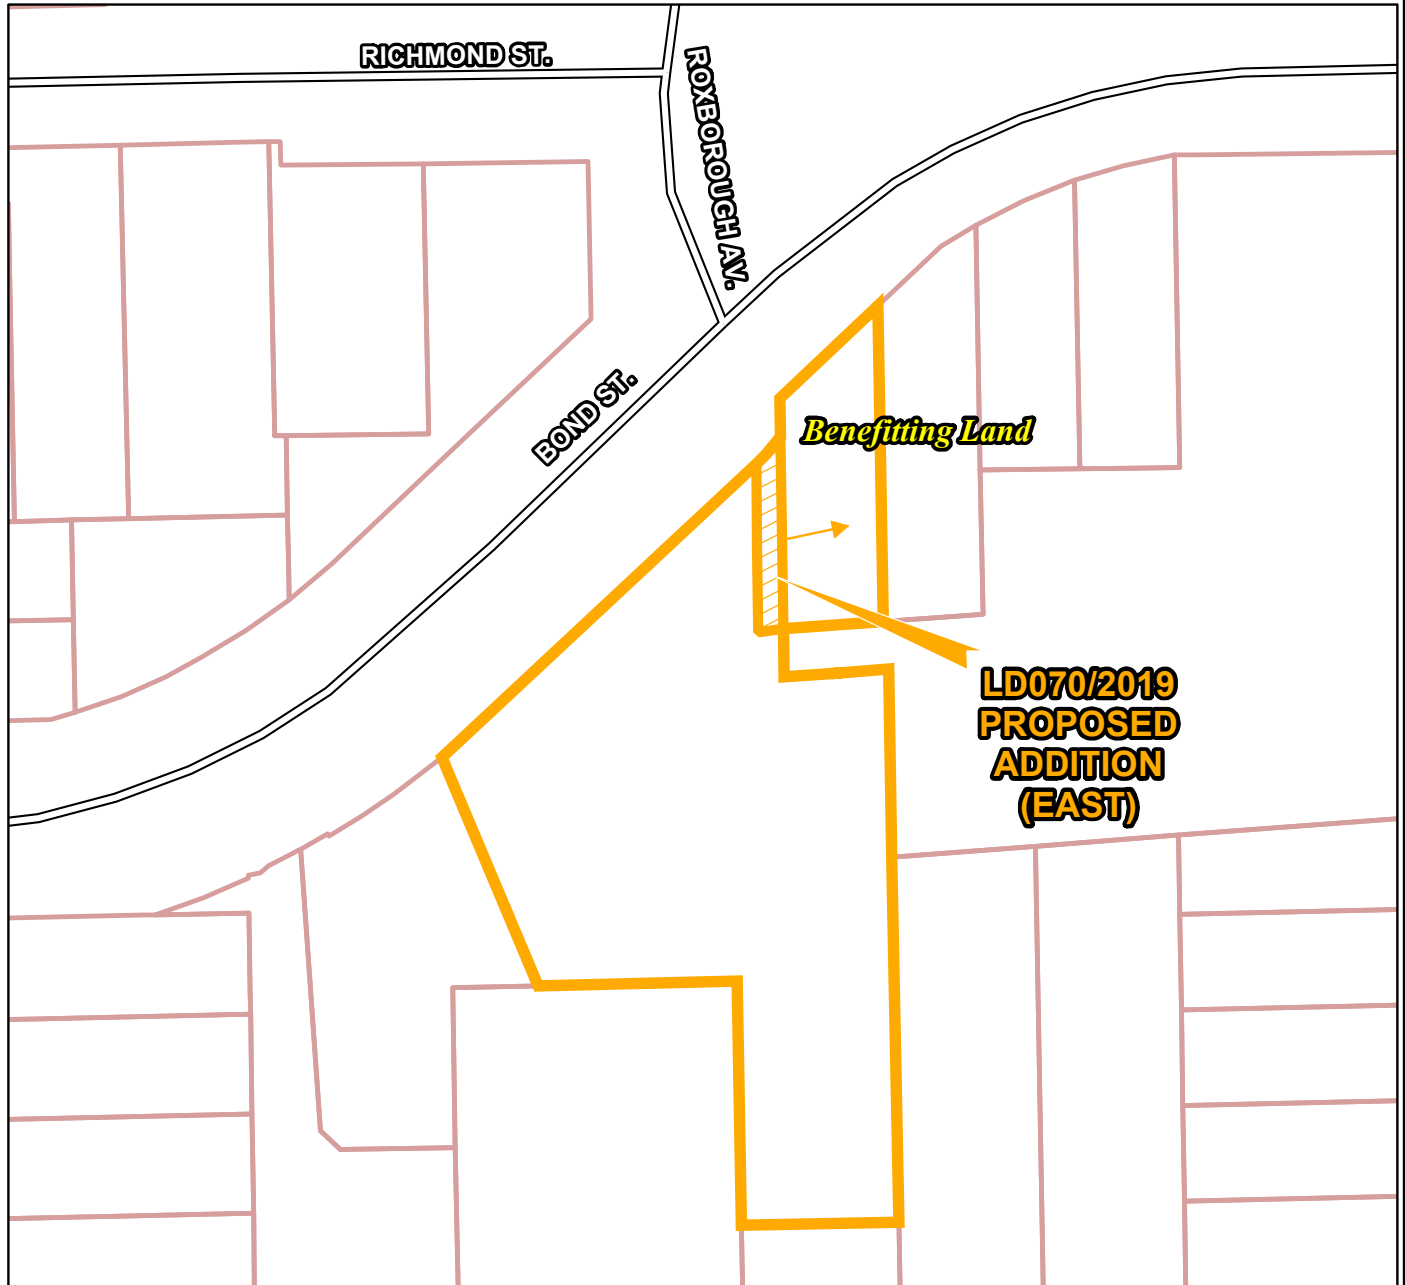 RICHMOND ST.
ROXBOROUGH AV.
BOND ST.
Benefitting Land
LD070/2019
PROPOSED
ADDITION
(EAST)